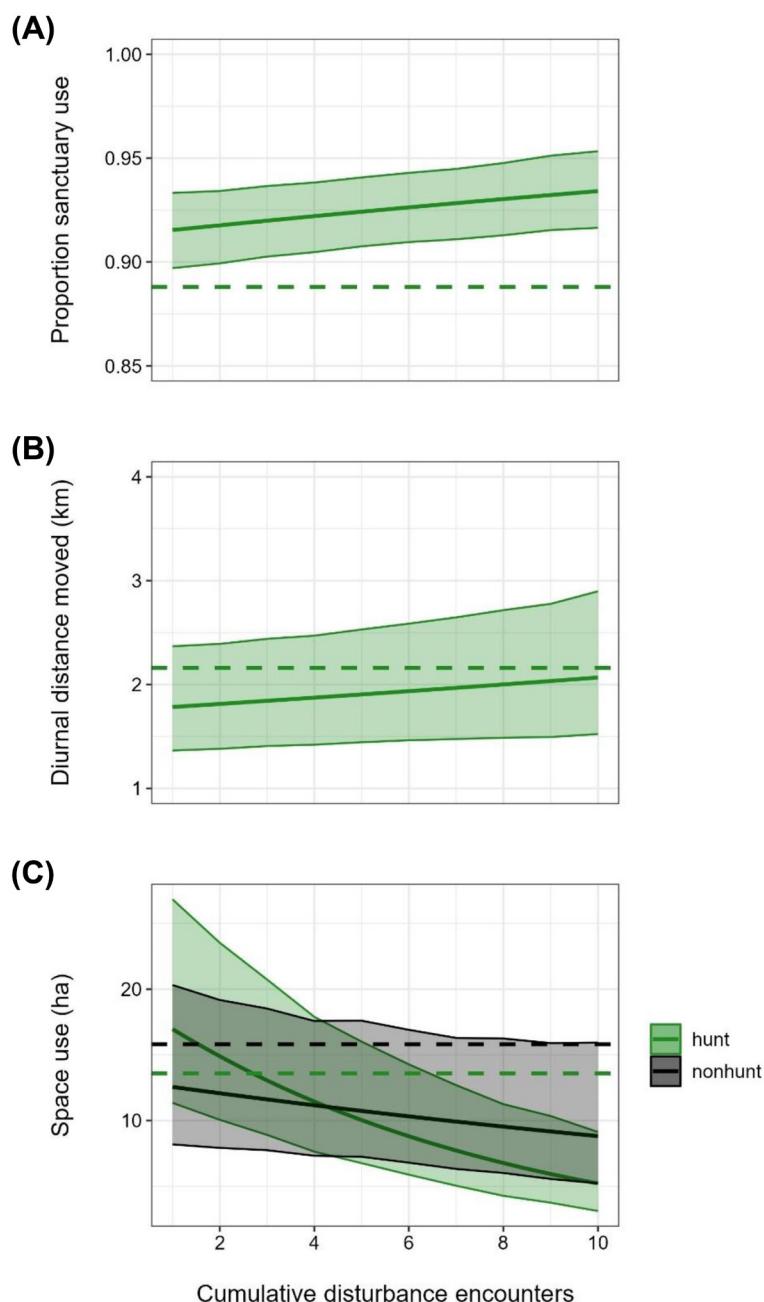 (A)
Proportion sanctuary use
1.00
0.95
0.90
0.85
(B)
Diurnal distance moved (km)
4
3
2
1
(C)
Space use (ha)
20
10
hunt
nonhunt
2 4 6 8 10
Cumulative disturbance encounters